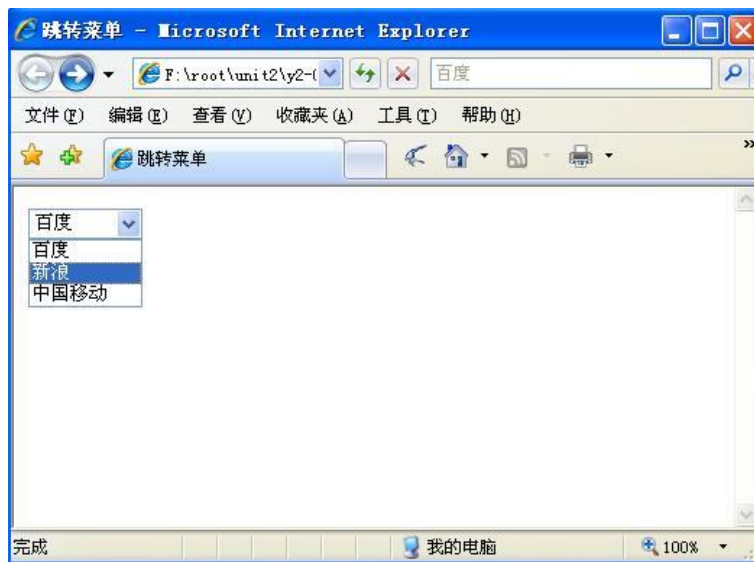 跳转菜单 - Microsoft Internet Explorer
F:\root\unit2\y2-(
百度
文件(F) 编辑(E) 查看(V) 收藏夹(A) 工具(T) 帮助(H)
跳转菜单
»
百度
百度
新浪
中国移动
完成
我的电脑
100%